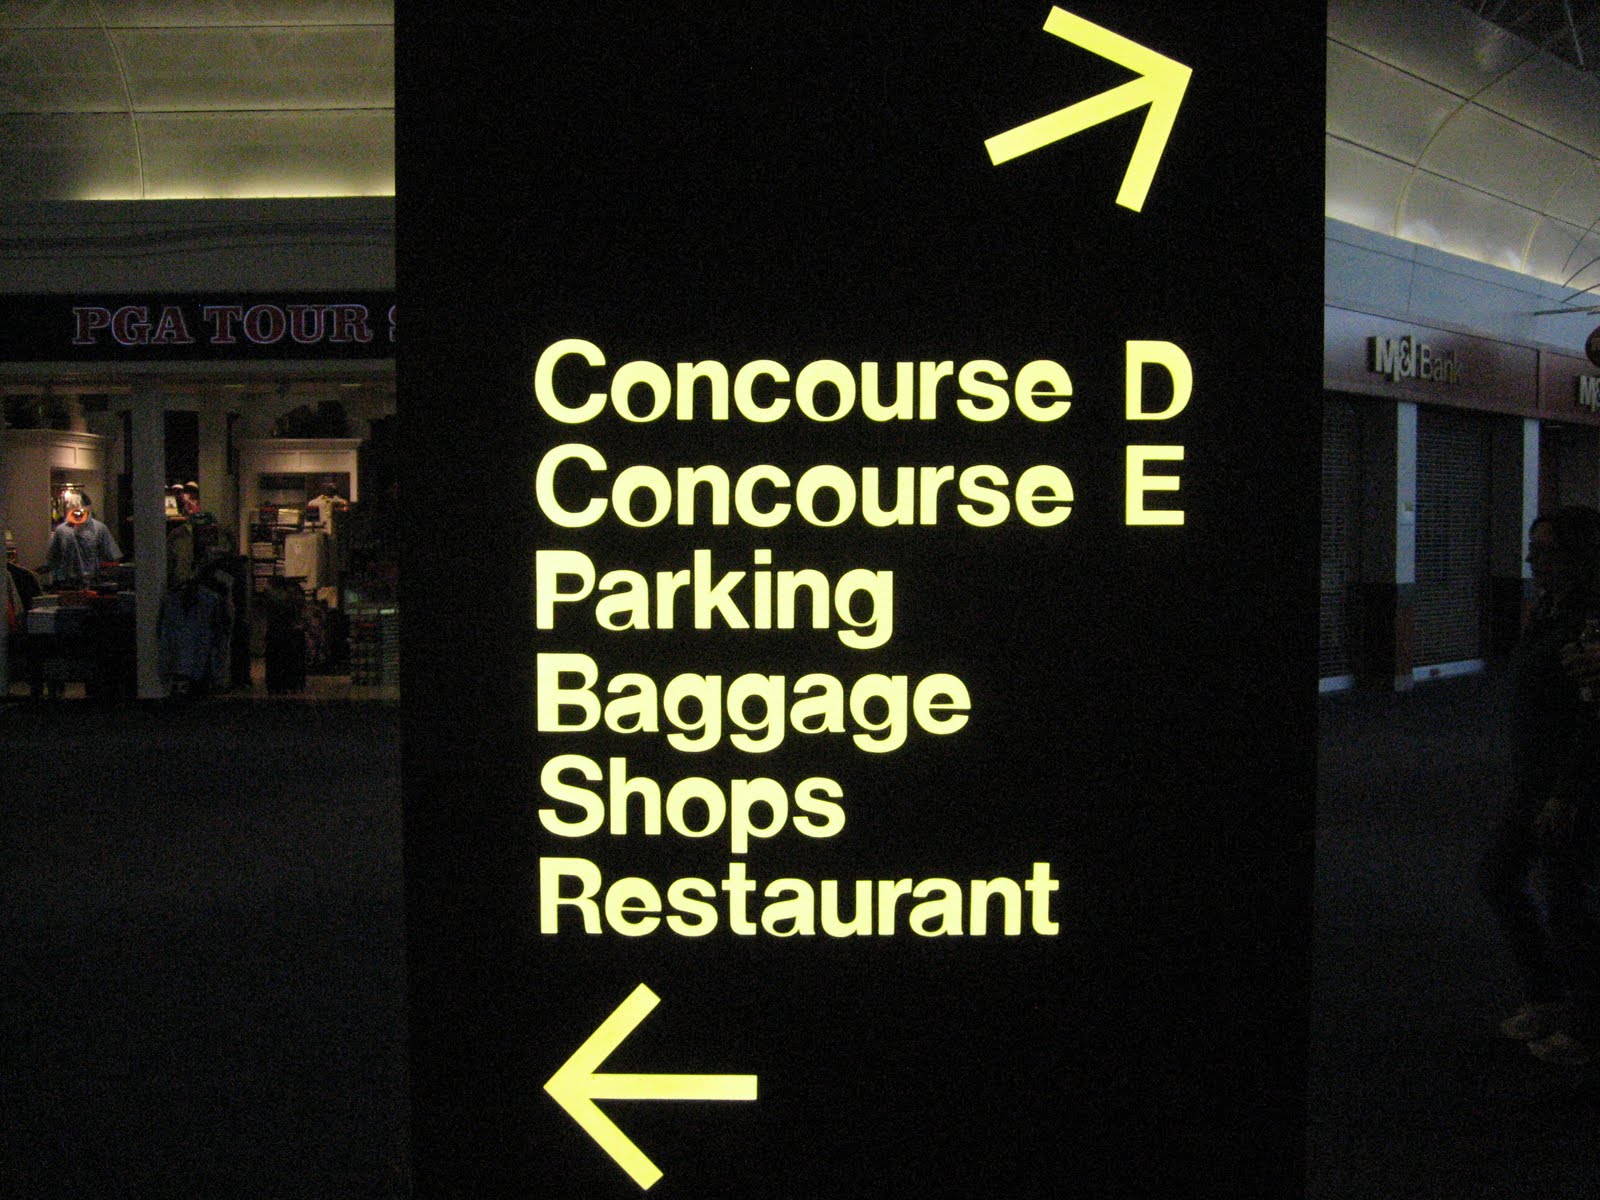 PGA TOUR
Concourse D
Concourse E
Parking
Baggage
Shops
Restaurant
M&I Bank